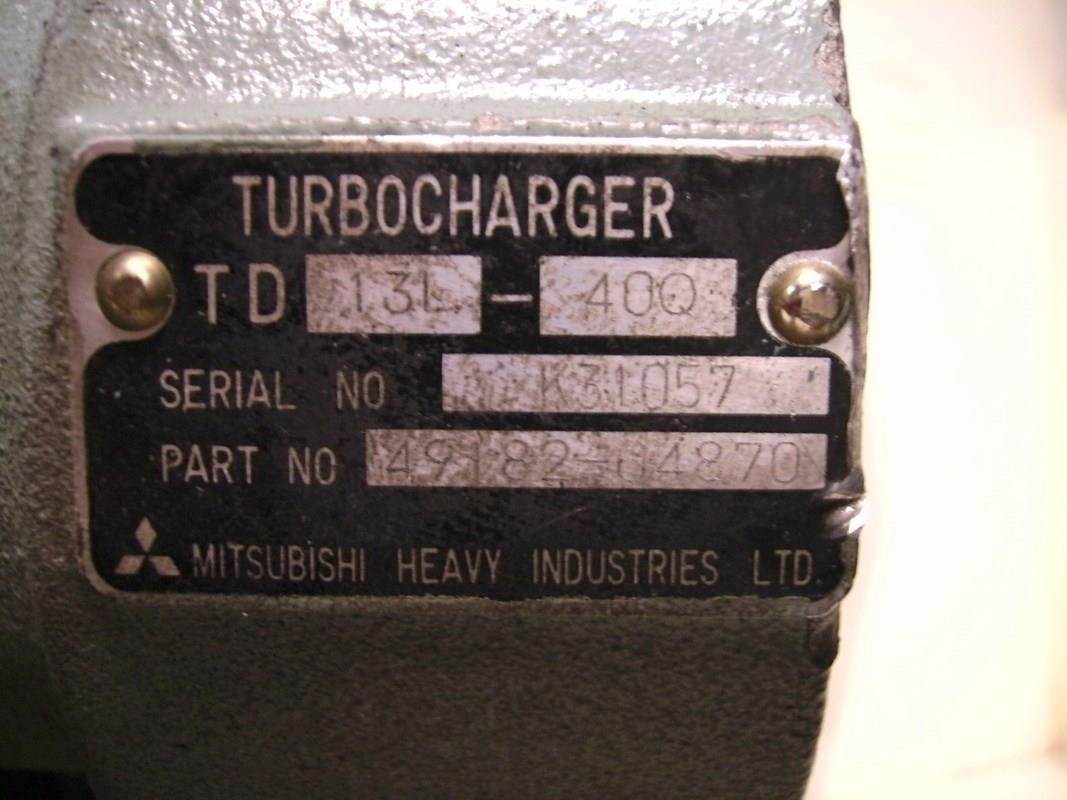 TURBOCHARGER
TD 13L - 40Q
SERIAL NO K31057
PART NO 49182-04870
MITSUBISHI HEAVY INDUSTRIES LTD.